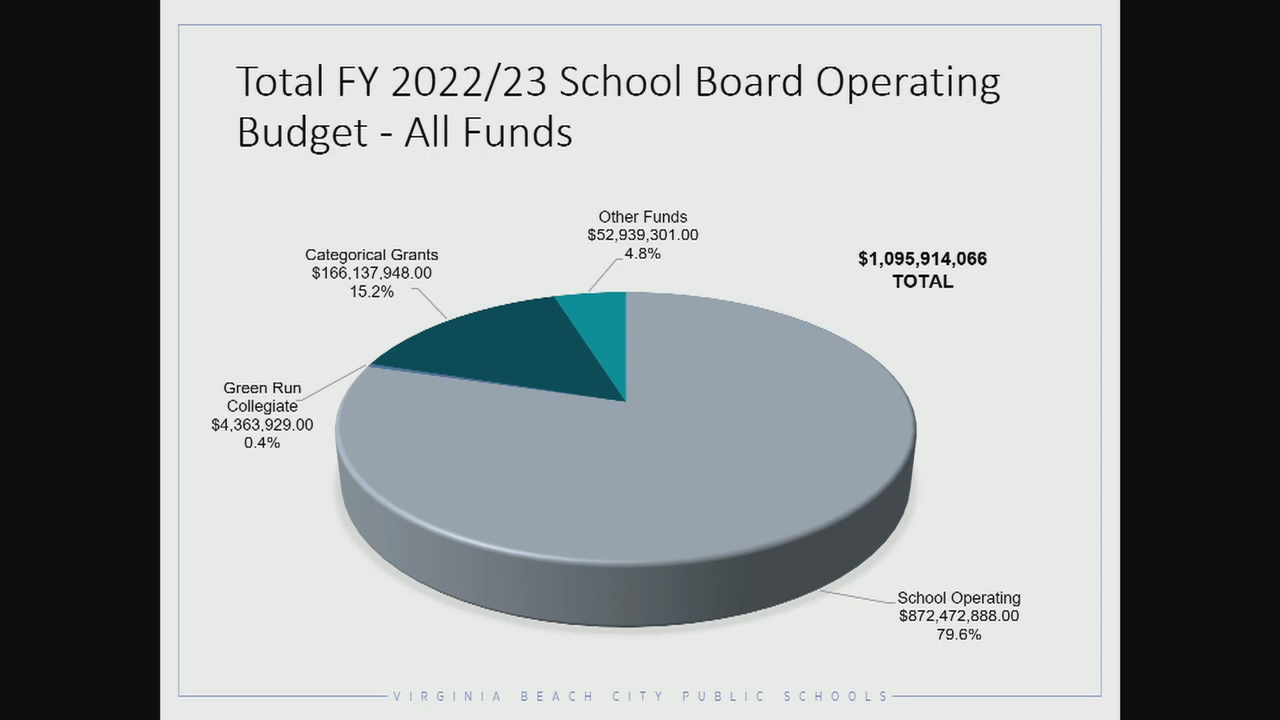 Total FY 2022/23 School Board Operating
Budget - All Funds
Other Funds
$52,939,301.00
4.8%
Categorical Grants
$166,137,948.00
15.2%
$1,095,914,066
TOTAL
Green Run
Collegiate
$4,363,929.00
0.4%
School Operating
$872,472,888.00
79.6%
VIRGINIA BEACH CITY PUBLIC SCHOOLS